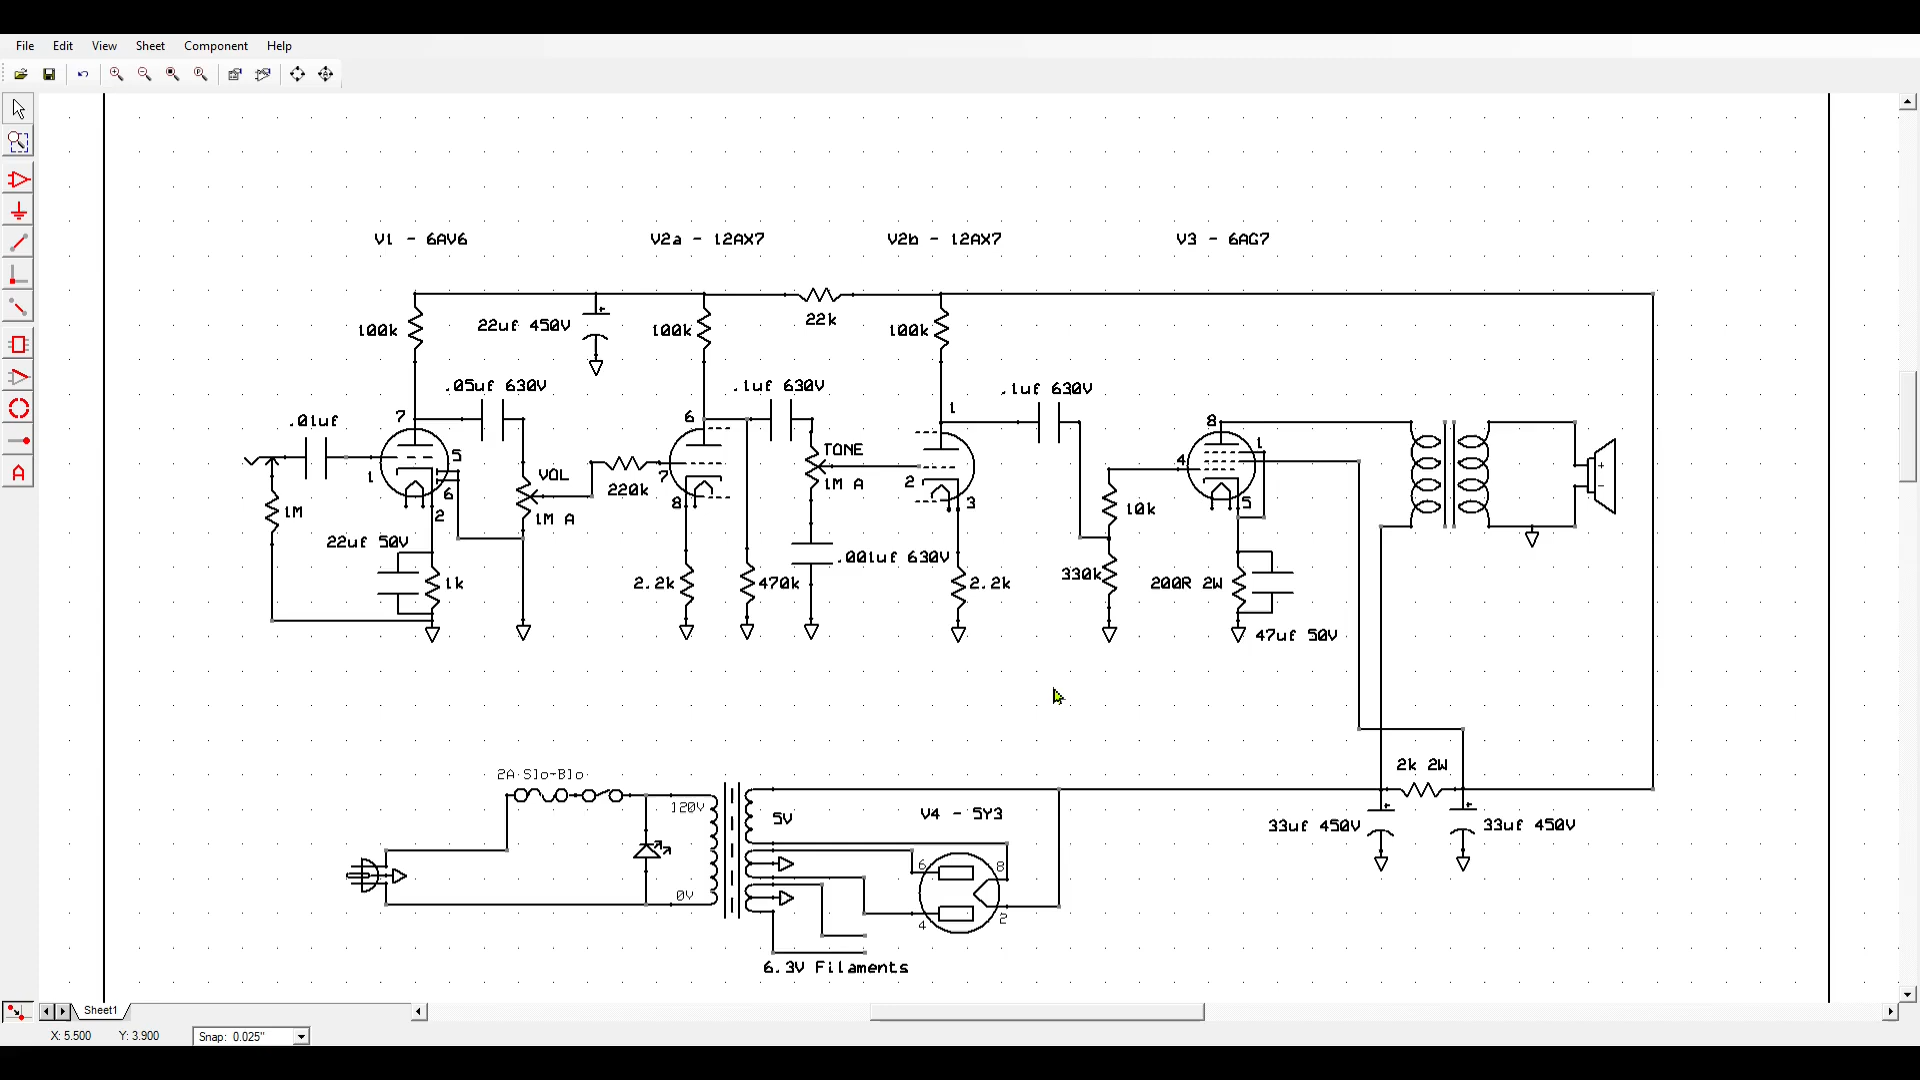 File Edit View Sheet Component Help
V1 - 6AV6
V2a - 12AX7
V2b - 12AX7
V3 - 6AG7
100k
22uf 450V
100k
22k
100k
.05uf 630V
.1uf 630V
.1uf 630V
.01uf
7
6
1
8
1
5
1
6
2
VOL
1M A
220k
7
8
TONE
1M A
2
3
4
5
1M
10k
22uf 50V
1k
2.2k
470k
.001uf 630V
2.2k
330k
200R 2W
47uf 50V
+
-
2A Slo-Blo
120V
0V
5V
V4 - 5Y3
6
8
4
2
6.3V Filaments
2k 2W
33uf 450V
33uf 450V
Sheet1
X: 5.500 Y: 3.900 Snap: 0.025"